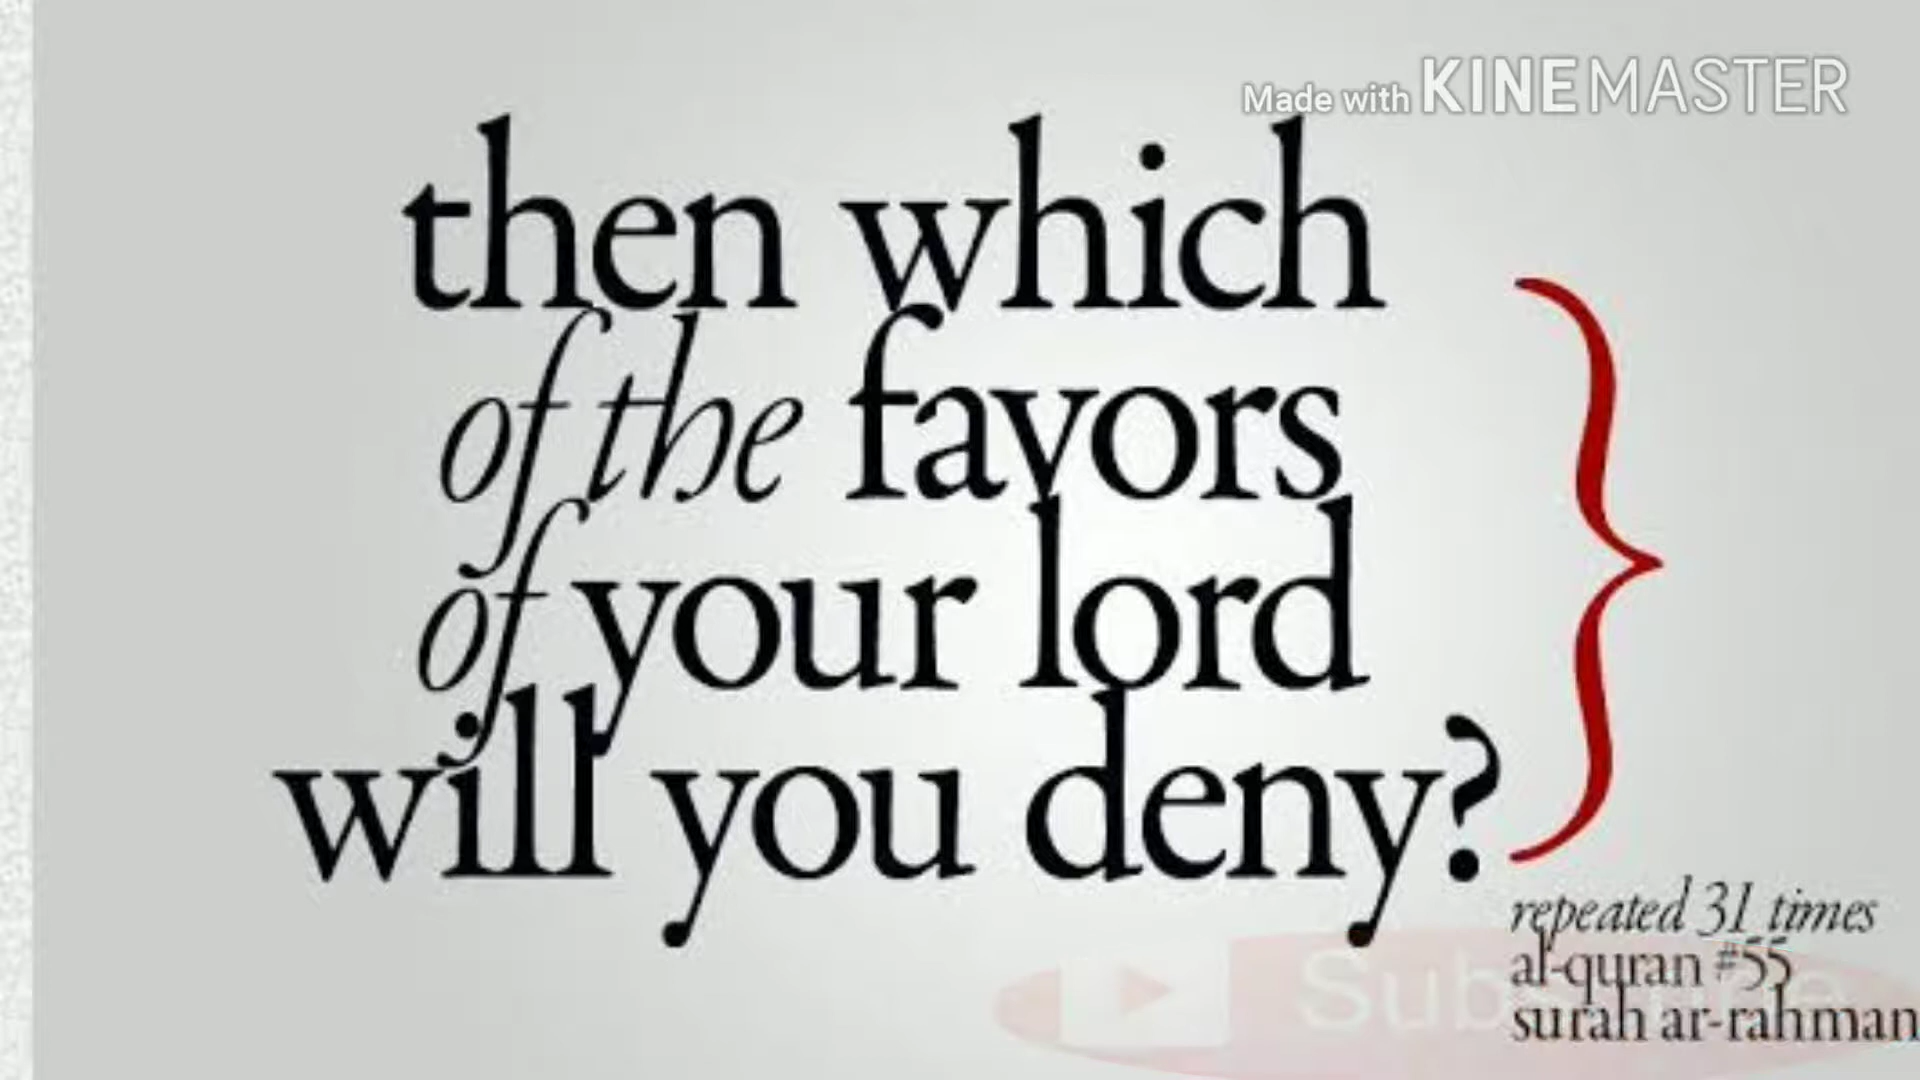 Made with KINEMASTER
then which
of the favors
of your lord
will you deny?
repeated 31 times
al-quran #55
surah ar-rahman
Subscribe